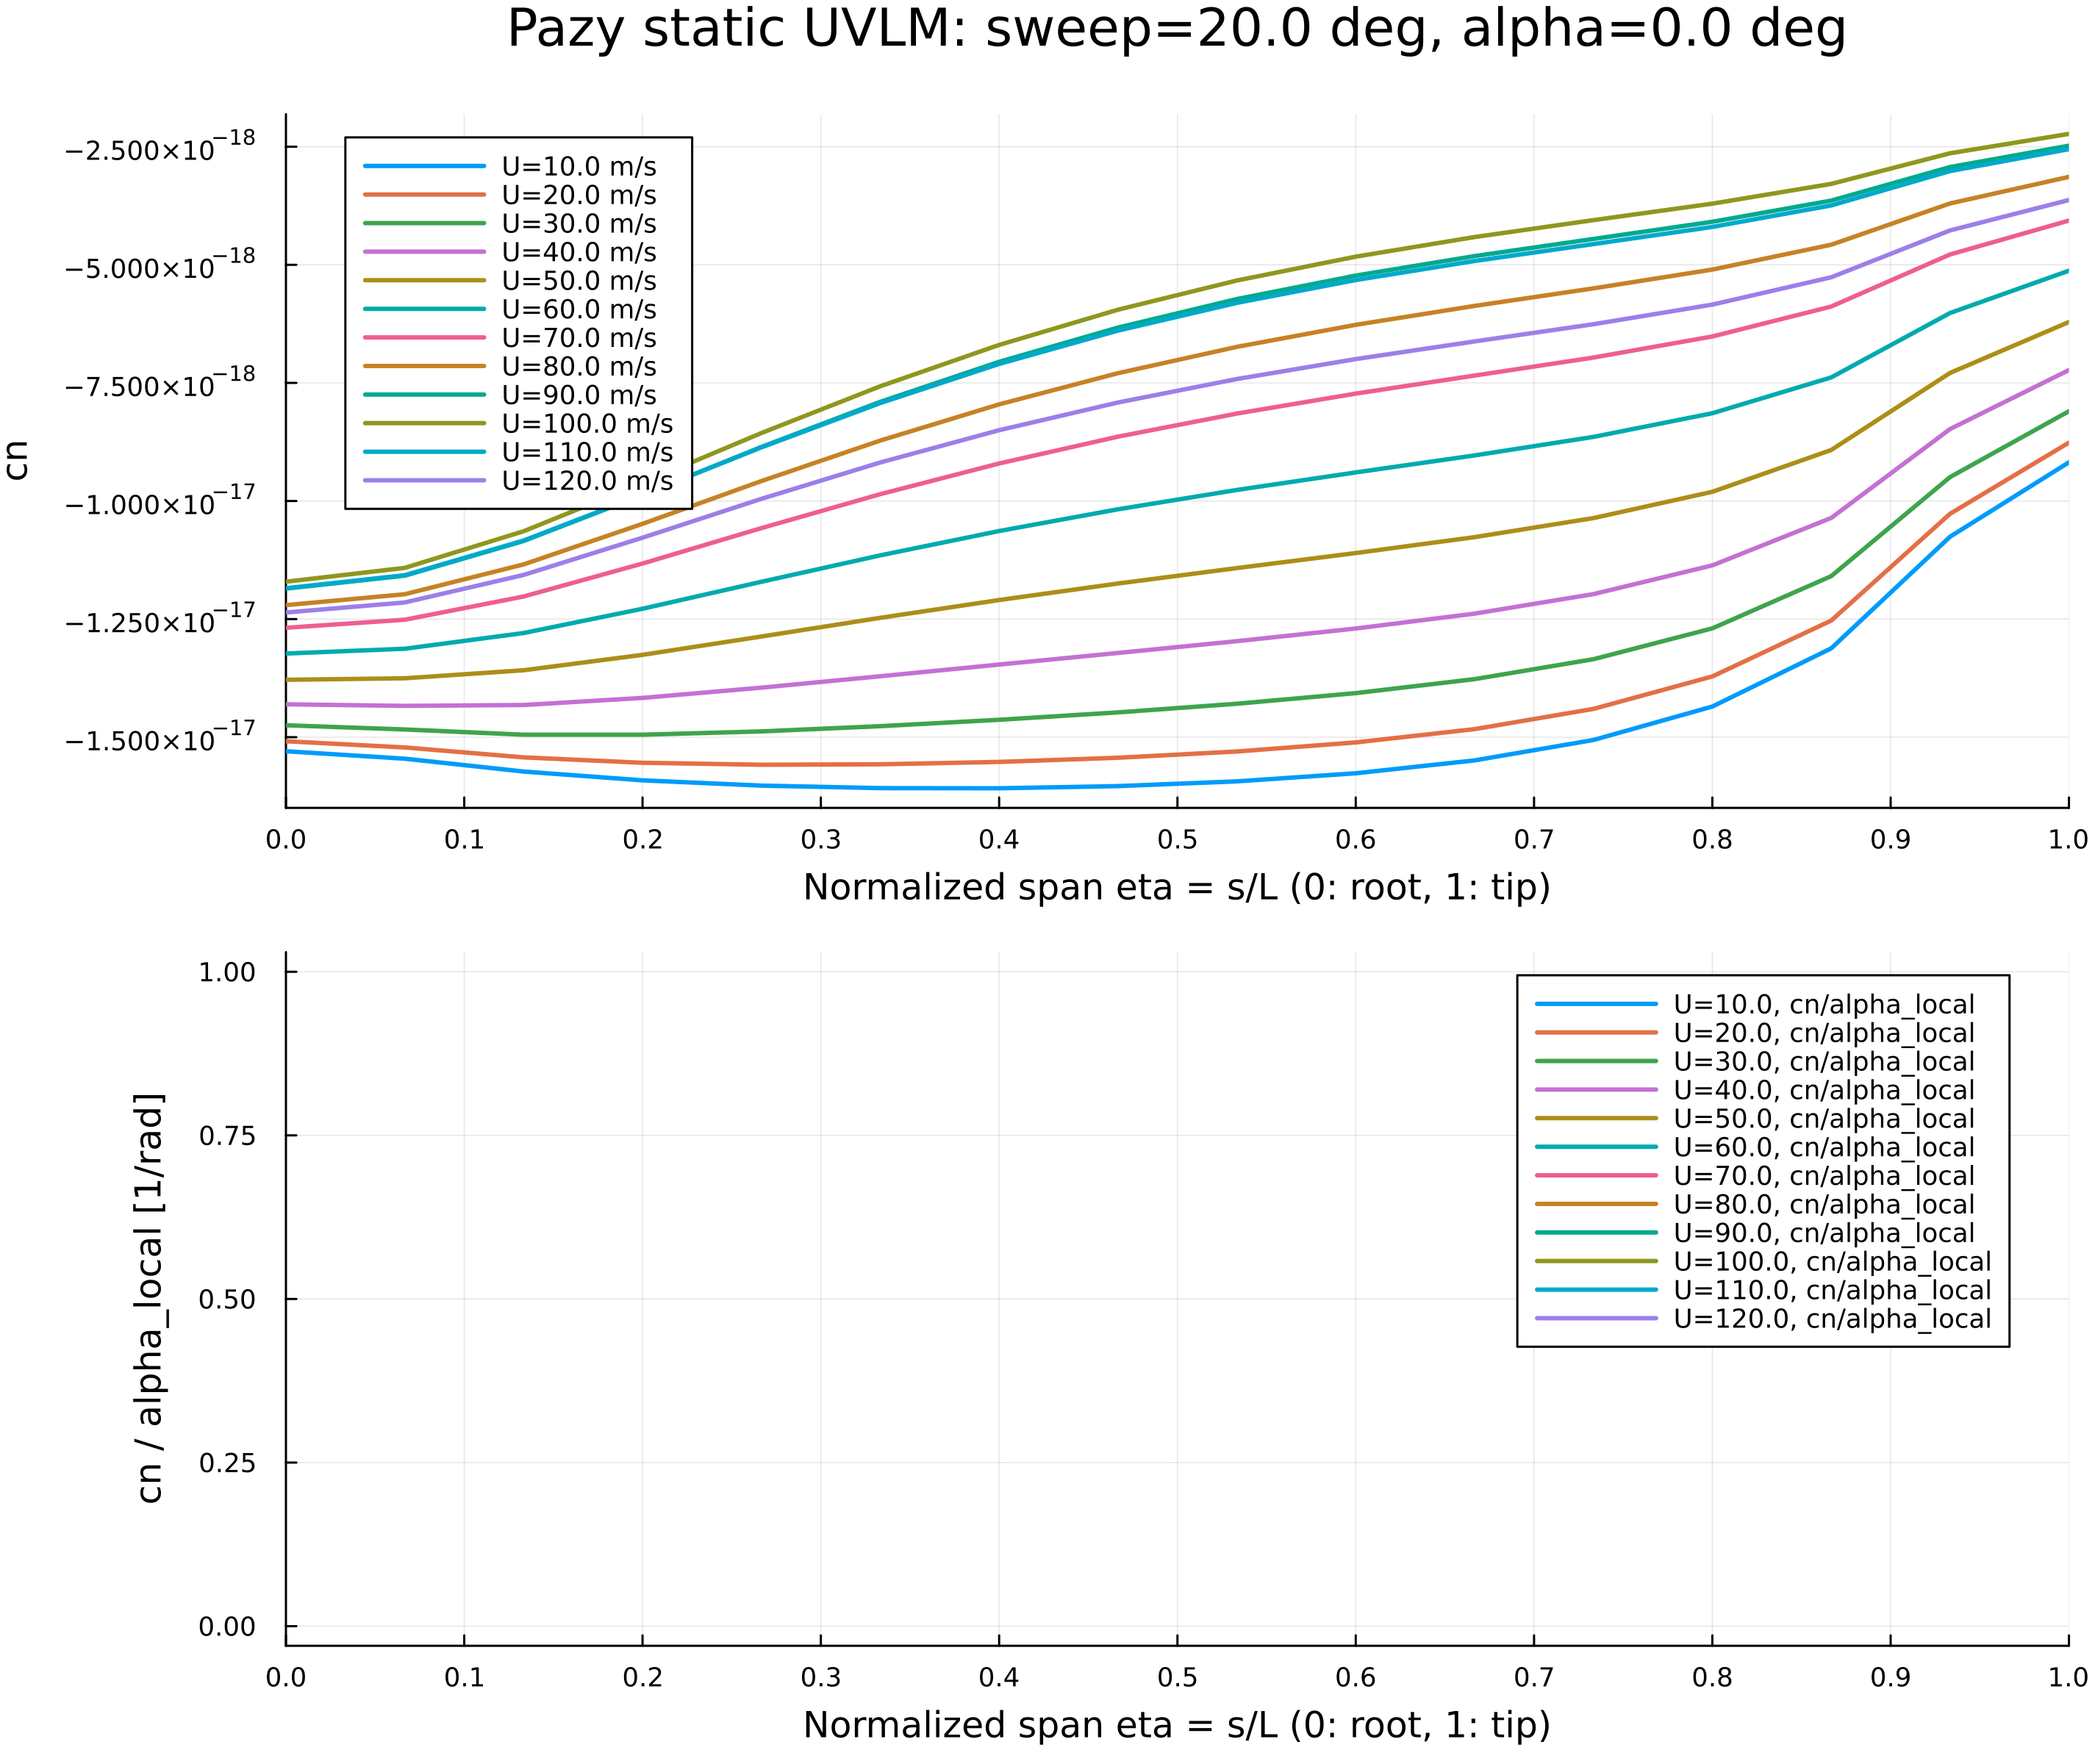 Pazy static UVLM: sweep=20.0 deg, alpha=0.0 deg
cn
−2.500×10⁻¹⁸
−5.000×10⁻¹⁸
−7.500×10⁻¹⁸
−1.000×10⁻¹⁷
−1.250×10⁻¹⁷
−1.500×10⁻¹⁷
U=10.0 m/s
U=20.0 m/s
U=30.0 m/s
U=40.0 m/s
U=50.0 m/s
U=60.0 m/s
U=70.0 m/s
U=80.0 m/s
U=90.0 m/s
U=100.0 m/s
U=110.0 m/s
U=120.0 m/s
0.0 0.1 0.2 0.3 0.4 0.5 0.6 0.7 0.8 0.9 1.0
Normalized span eta = s/L (0: root, 1: tip)
cn / alpha_local [1/rad]
1.00
0.75
0.50
0.25
0.00
U=10.0, cn/alpha_local
U=20.0, cn/alpha_local
U=30.0, cn/alpha_local
U=40.0, cn/alpha_local
U=50.0, cn/alpha_local
U=60.0, cn/alpha_local
U=70.0, cn/alpha_local
U=80.0, cn/alpha_local
U=90.0, cn/alpha_local
U=100.0, cn/alpha_local
U=110.0, cn/alpha_local
U=120.0, cn/alpha_local
0.0 0.1 0.2 0.3 0.4 0.5 0.6 0.7 0.8 0.9 1.0
Normalized span eta = s/L (0: root, 1: tip)